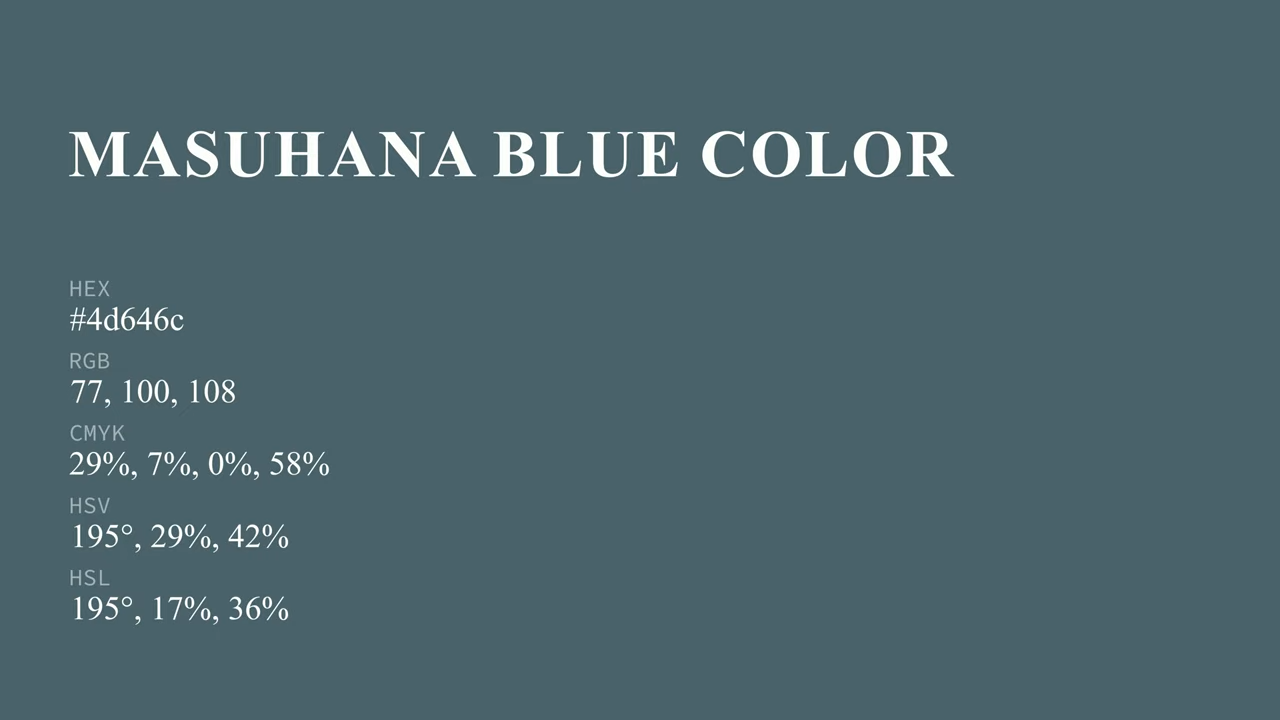 MASUHANA BLUE COLOR
HEX
#4d646c
RGB
77, 100, 108
CMYK
29%, 7%, 0%, 58%
HSV
195°, 29%, 42%
HSL
195°, 17%, 36%